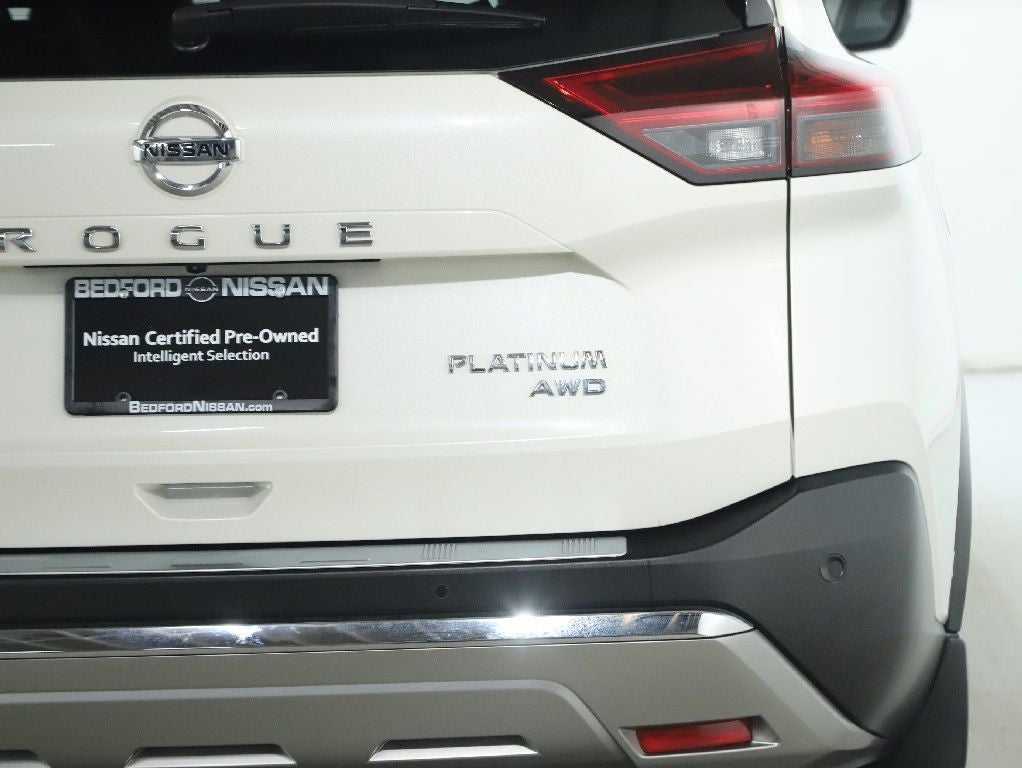 NISSAN
ROGUE
BEDFORD NISSAN NISSAN
Nissan Certified Pre-Owned
Intelligent Selection
BEDFORDNISSAN.COM
PLATINUM
AWD